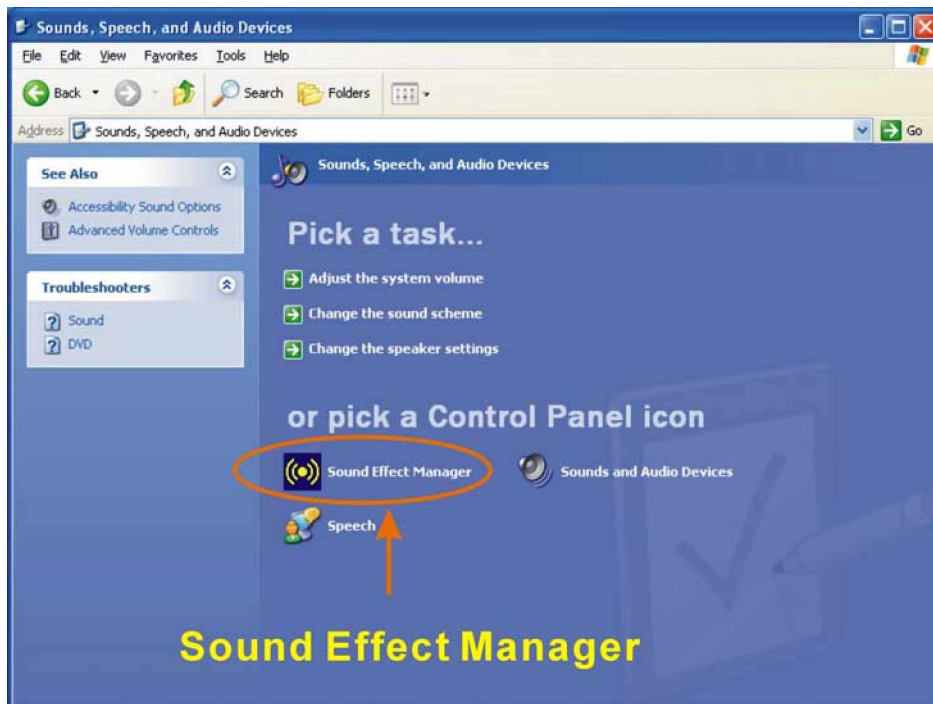 Sounds, Speech, and Audio Devices
File Edit View Favorites Tools Help
Back Search Folders
Address Sounds, Speech, and Audio Devices Go
See Also
Accessibility Sound Options
Advanced Volume Controls
Troubleshooters
Sound
DVD
Sounds, Speech, and Audio Devices
Pick a task...
Adjust the system volume
Change the sound scheme
Change the speaker settings
or pick a Control Panel icon
Sound Effect Manager Sounds and Audio Devices
Speech
Sound Effect Manager